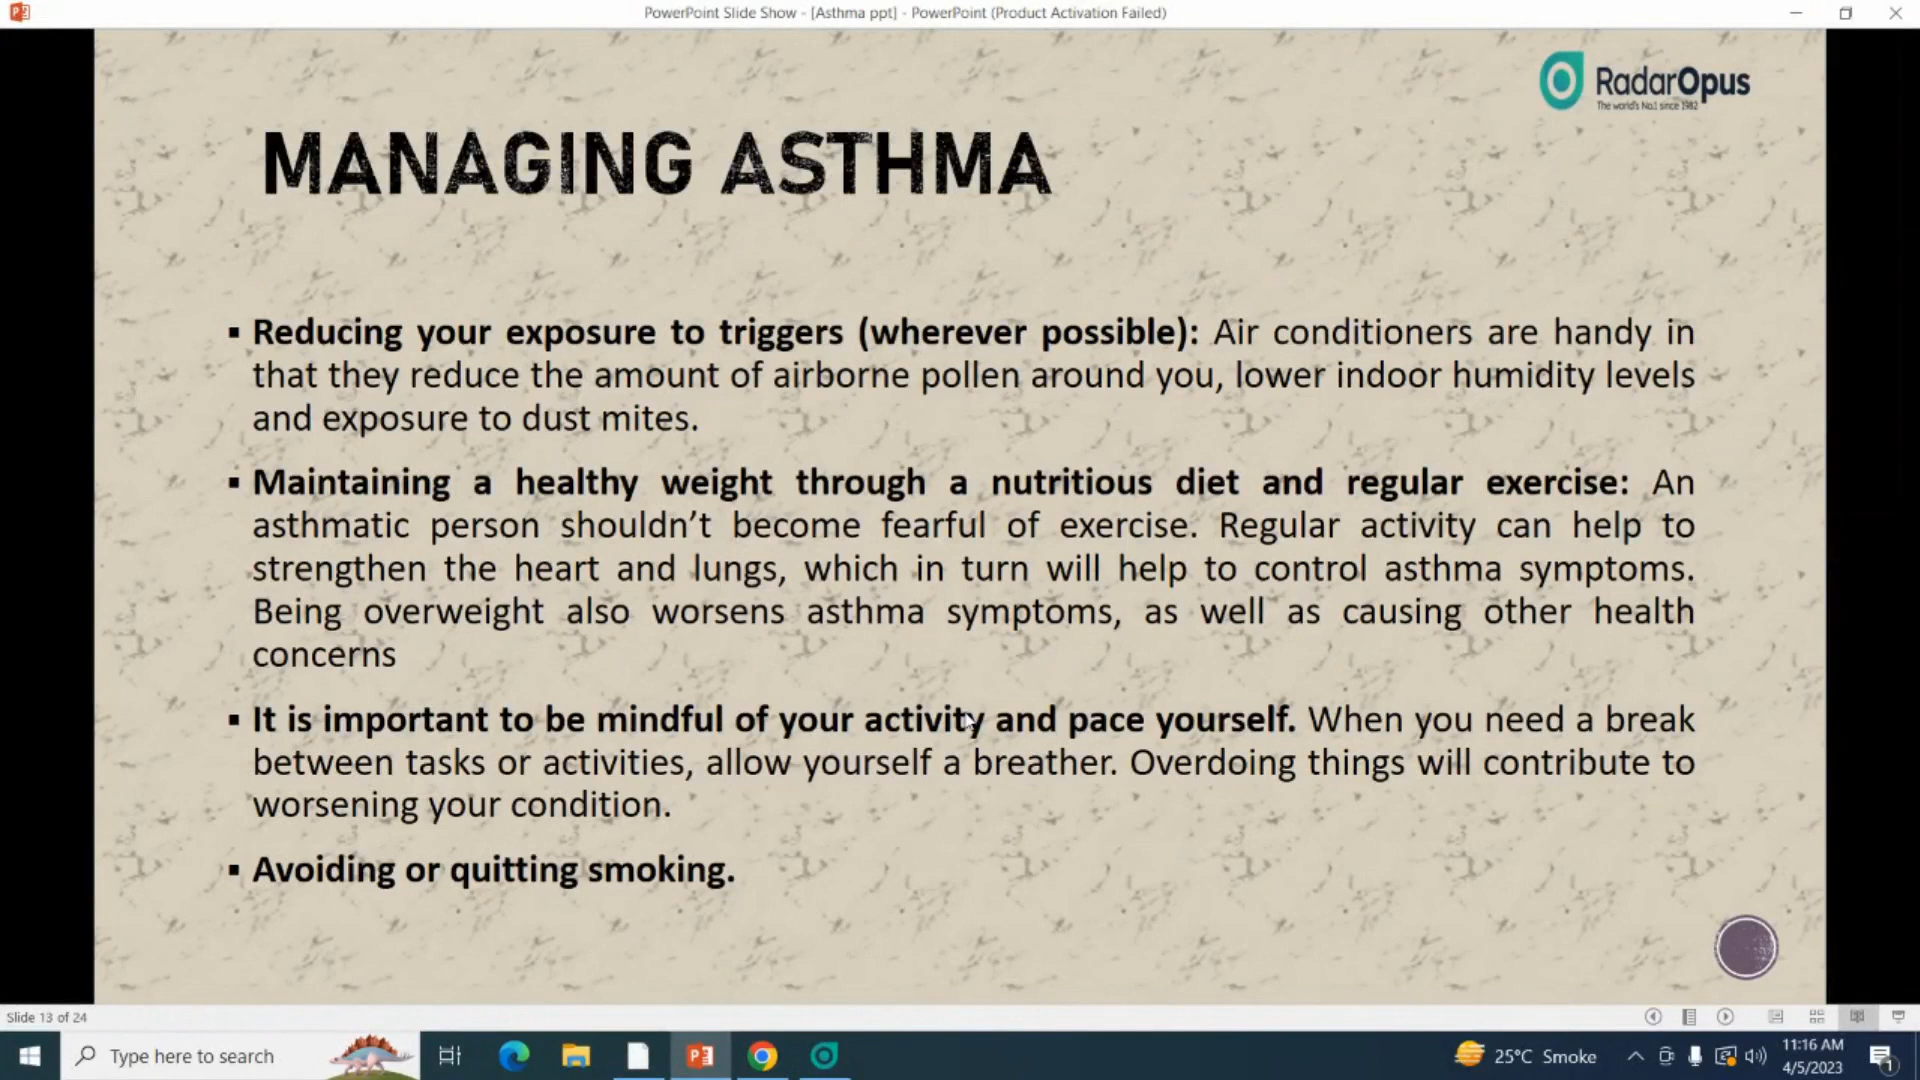 PowerPoint Slide Show - [Asthma ppt] - PowerPoint (Product Activation Failed)
RadarOpus
The world's No.1 since 1982
MANAGING ASTHMA
▪ Reducing your exposure to triggers (wherever possible): Air conditioners are handy in
that they reduce the amount of airborne pollen around you, lower indoor humidity levels
and exposure to dust mites.
▪ Maintaining a healthy weight through a nutritious diet and regular exercise: An
asthmatic person shouldn’t become fearful of exercise. Regular activity can help to
strengthen the heart and lungs, which in turn will help to control asthma symptoms.
Being overweight also worsens asthma symptoms, as well as causing other health
concerns
▪ It is important to be mindful of your activity and pace yourself. When you need a break
between tasks or activities, allow yourself a breather. Overdoing things will contribute to
worsening your condition.
▪ Avoiding or quitting smoking.
Slide 13 of 24
Type here to search
25°C Smoke
11:16 AM
4/5/2023
1